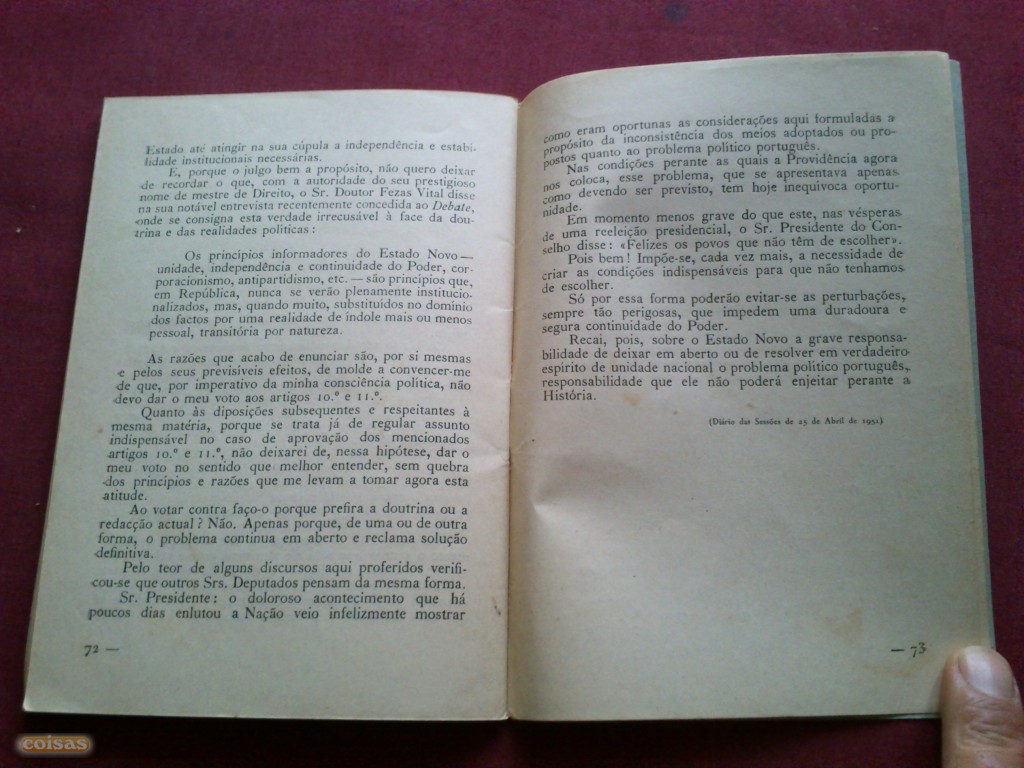 Estado até atingir na sua cúpula a independência e estabi-
lidade institucionais necessárias.
E, porque o julgo bem a propósito, não quero deixar
de recordar o que, com a autoridade do seu prestigioso
nome de mestre de Direito, o Sr. Doutor Fezas Vital disse
na sua notável entrevista recentemente concedida ao Debate,
onde se consigna esta verdade irrecusável à face da dou-
trina e das realidades políticas:
Os princípios informadores do Estado Novo —
unidade, independência e continuidade do Poder, cor-
poracionismo, antipartidismo, etc. — são princípios que,
em República, nunca se verão plenamente institucio-
nalizados, mas, quando muito, substituídos no domínio
dos factos por uma realidade de índole mais ou menos
pessoal, transitória por natureza.
As razões que acabo de enunciar são, por si mesmas
e pelos seus previsíveis efeitos, de molde a convencer-me
de que, por imperativo da minha consciência política, não
devo dar o meu voto aos artigos 10.º e 11.º.
Quanto às diposições subsequentes e respeitantes à
mesma matéria, porque se trata já de regular assunto
indispensável no caso de aprovação dos mencionados
artigos 10.º e 11.º, não deixarei de, nessa hipótese, dar o
meu voto no sentido que melhor entender, sem quebra
dos princípios e razões que me levam a tomar agora esta
atitude.
Ao votar contra faço-o porque prefira a doutrina ou a
redacção actual? Não. Apenas porque, de uma ou de outra
forma, o problema continua em aberto e reclama solução
definitiva.
Pelo teor de alguns discursos aqui proferidos verifi-
cou-se que outros Srs. Deputados pensam da mesma forma.
Sr. Presidente: o doloroso acontecimento que há
poucos dias enlutou a Nação veio infelizmente mostrar
72 —
como eram oportunas as considerações aqui formuladas a
propósito da inconsistência dos meios adoptados ou pro-
postos quanto ao problema político português.
Nas condições perante as quais a Providência agora
nos coloca, esse problema, que se apresentava apenas
como devendo ser previsto, tem hoje inequívoca oportu-
nidade.
Em momento menos grave do que este, nas vésperas
de uma reeleição presidencial, o Sr. Presidente do Con-
selho disse: «Felizes os povos que não têm de escolher».
Pois bem! Impõe-se, cada vez mais, a necessidade de
criar as condições indispensáveis para que não tenhamos
de escolher.
Só por essa forma poderão evitar-se as perturbações,
sempre tão perigosas, que impedem uma duradoura e
segura continuidade do Poder.
Recai, pois, sobre o Estado Novo a grave responsa-
bilidade de deixar em aberto ou de resolver em verdadeiro
espírito de unidade nacional o problema político português,
responsabilidade que ele não poderá enjeitar perante a
História.
(Diário das Sessões de 25 de Abril de 1951)
— 73
coisas